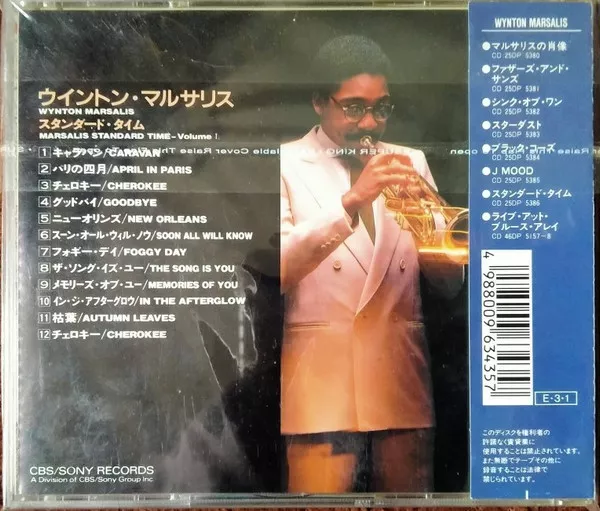 ウイントン・マルサリス
WYNTON MARSALIS
スタンダード・タイム
MARSALIS STANDARD TIME–Volume I
1 キャラバン/CARAVAN
2 パリの四月/APRIL IN PARIS
3 チェロキー/CHEROKEE
4 グッドバイ/GOODBYE
5 ニューオリンズ/NEW ORLEANS
6 スーン・オール・ウィル・ノウ/SOON ALL WILL KNOW
7 フォギー・デイ/FOGGY DAY
8 ザ・ソング・イズ・ユー/THE SONG IS YOU
9 メモリーズ・オブ・ユー/MEMORIES OF YOU
10 イン・ジ・アフターグロウ/IN THE AFTERGLOW
11 枯葉/AUTUMN LEAVES
12 チェロキー/CHEROKEE
CBS/SONY RECORDS
A Division of CBS/Sony Group Inc
WYNTON MARSALIS
●マルサリスの肖像
CD 25DP 5380
●ファザーズ・アンド・
サンズ
CD 25DP 5381
●シンク・オブ・ワン
CD 25DP 5382
●スターダスト
CD 25DP 5383
●ブラック・コーズ
CD 25DP 5384
●J MOOD
CD 25DP 5385
●スタンダード・タイム
CD 25DP 5386
●ライブ・アット・
ブルース・アレイ
CD 46DP 5157–8
4 988009 634357
E・3・1
このディスクを権利者の
許諾なく賃貸業に
使用することは禁じられています。
また無断でテープその他に
録音することは法律で
禁じられています。